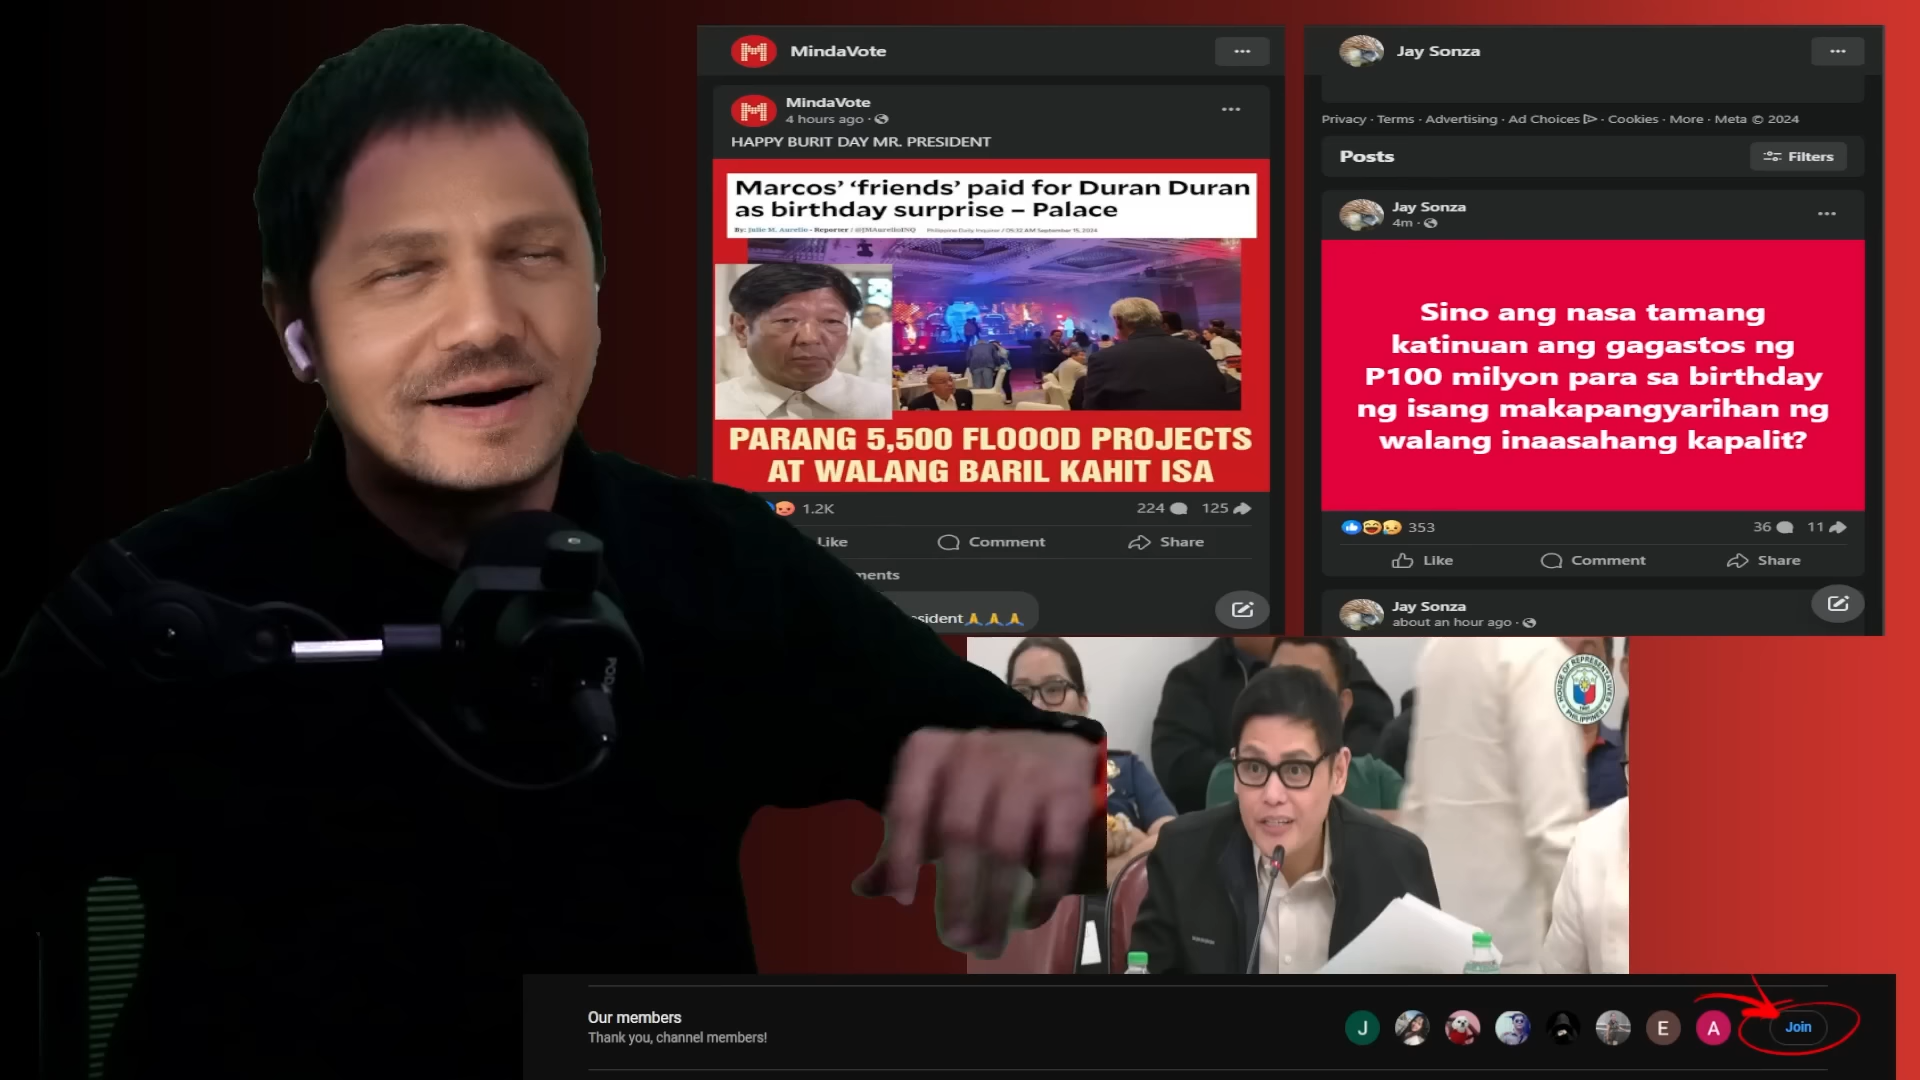 MindaVote
MindaVote
4 hours ago
HAPPY BURIT DAY MR. PRESIDENT
Marcos' 'friends' paid for Duran Duran
as birthday surprise – Palace
By: Julie M. Aurelio - Reporter / @JMAurelioINQ
Philippine Daily Inquirer / 05:32 AM September 15, 2024
PARANG 5,500 FLOOOD PROJECTS
AT WALANG BARIL KAHIT ISA
1.2K
224
125
Like
Comment
Share
sident
Jay Sonza
Privacy · Terms · Advertising · Ad Choices · Cookies · More · Meta © 2024
Posts
Filters
Jay Sonza
4m
Sino ang nasa tamang
katinuan ang gagastos ng
P100 milyon para sa birthday
ng isang makapangyarihan ng
walang inaasahang kapalit?
353
36
11
Like
Comment
Share
Jay Sonza
about an hour ago
HOUSE OF REPRESENTATIVES
PHILIPPINES
Our members
Thank you, channel members!
J
E
A
Join